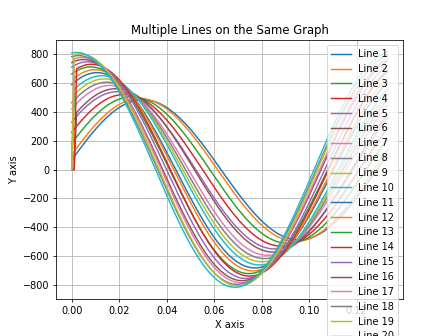 Multiple Lines on the Same Graph
800
600
400
200
0
−200
−400
−600
−800
Y axis
0.00
0.02
0.04
0.06
0.08
0.10
X axis
Line 1
Line 2
Line 3
Line 4
Line 5
Line 6
Line 7
Line 8
Line 9
Line 10
Line 11
Line 12
Line 13
Line 14
Line 15
Line 16
Line 17
Line 18
Line 19
Line 20